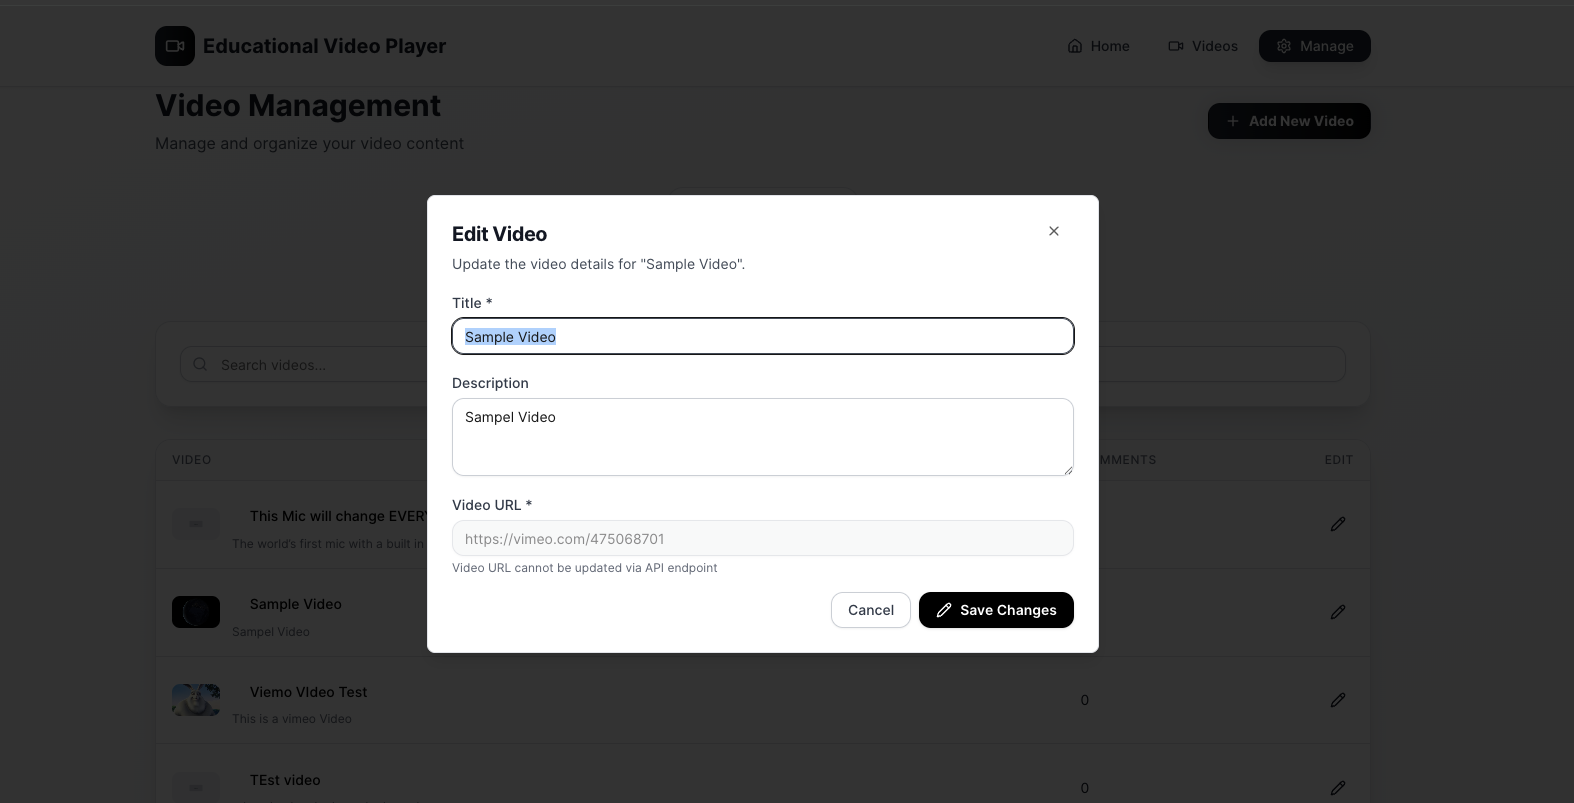 Educational Video Player
Home
Videos
Manage
Video Management
Manage and organize your video content
Add New Video
Edit Video
Update the video details for "Sample Video".
Title *
Sample Video
Description
Sampel Video
Video URL *
https://vimeo.com/475068701
Video URL cannot be updated via API endpoint
Cancel
Save Changes
Search videos...
VIDEO
MMENTS
EDIT
This Mic will change EVERY
The world's first mic with a built in
Sample Video
Sampel Video
Viemo VIdeo Test
This is a vimeo Video
0
TEst video
0